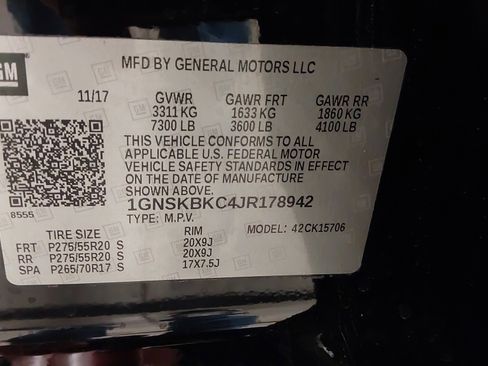 GM
MFD BY GENERAL MOTORS LLC
11/17 GVWR GAWR FRT GAWR RR
3311 KG 1633 KG 1860 KG
7300 LB 3600 LB 4100 LB
THIS VEHICLE CONFORMS TO ALL
APPLICABLE U.S. FEDERAL MOTOR
VEHICLE SAFETY STANDARDS IN EFFECT
ON THE DATE OF MANUFACTURE SHOWN ABOVE.
1GNSKBKC4JR178942
8555 TYPE: M.P.V. MODEL: 42CK15706
TIRE SIZE RIM
FRT P275/55R20 S 20X9J
RR P275/55R20 S 20X9J
SPA P265/70R17 S 17X7.5J